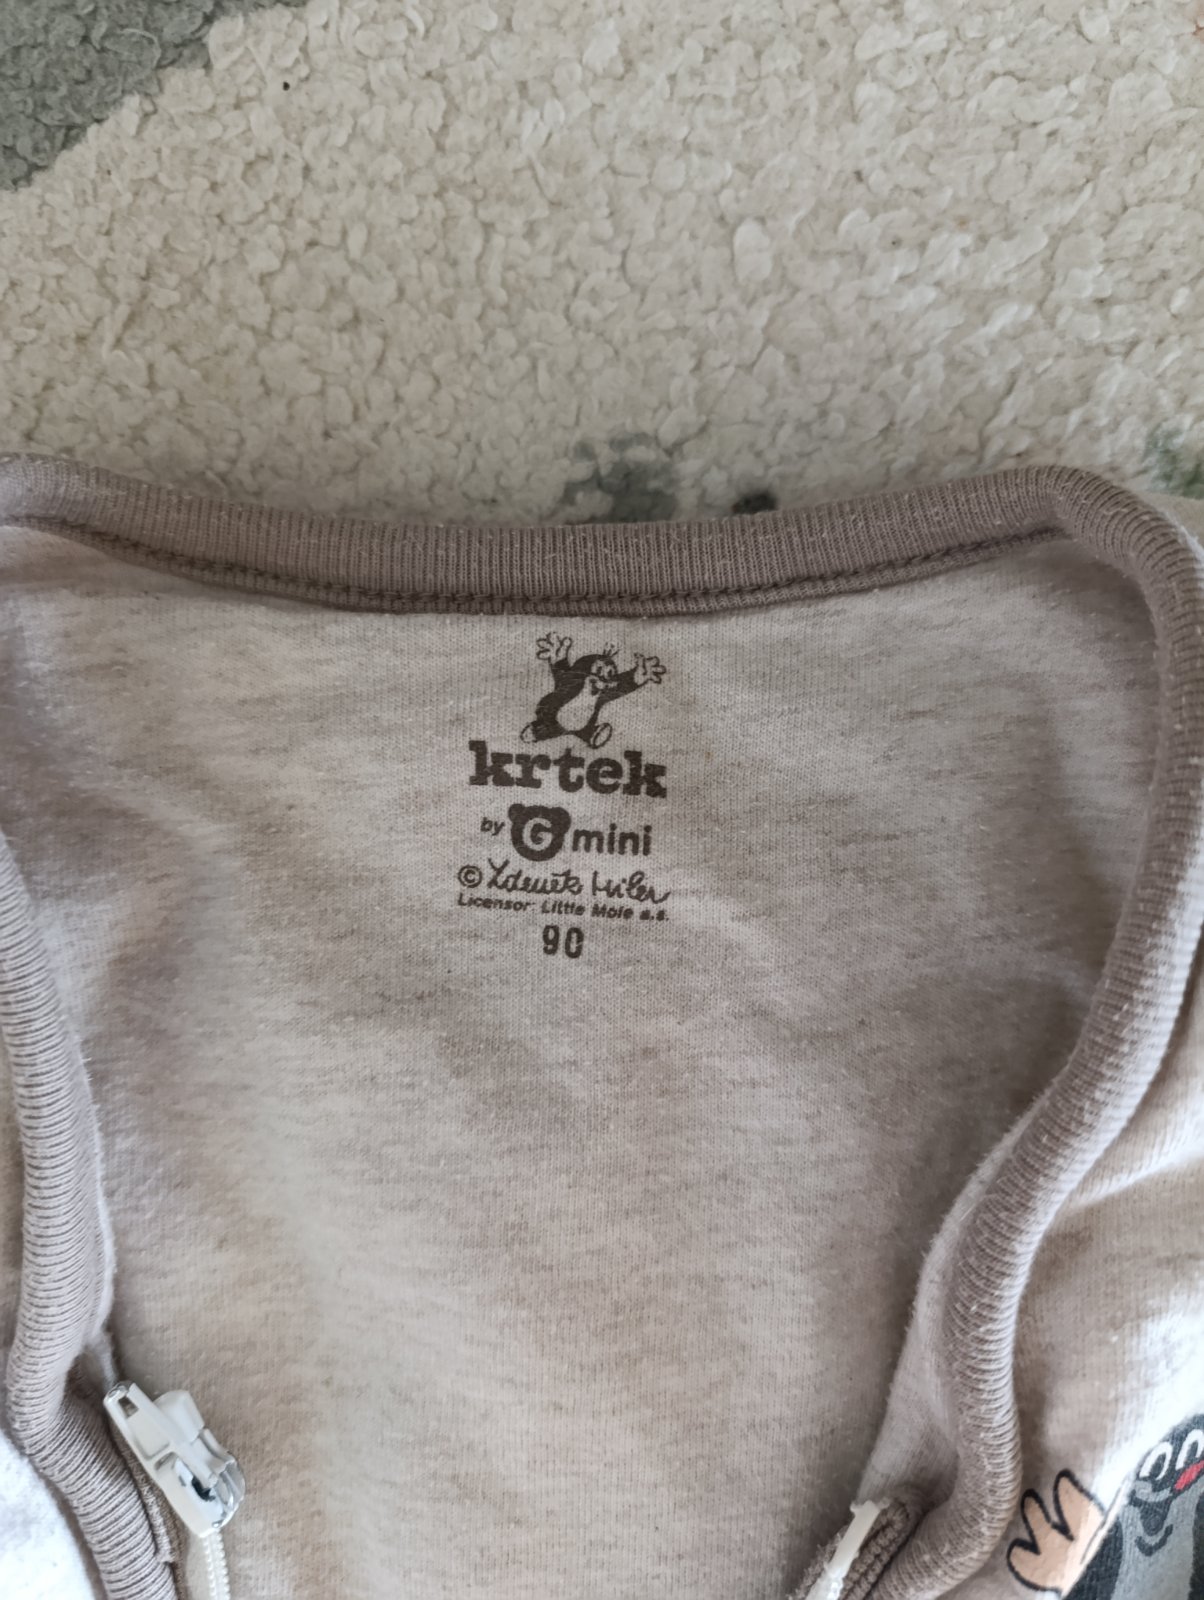 krtek
by G mini
© Zdeněk Miler
Licensor: Little Mole a.s.
90